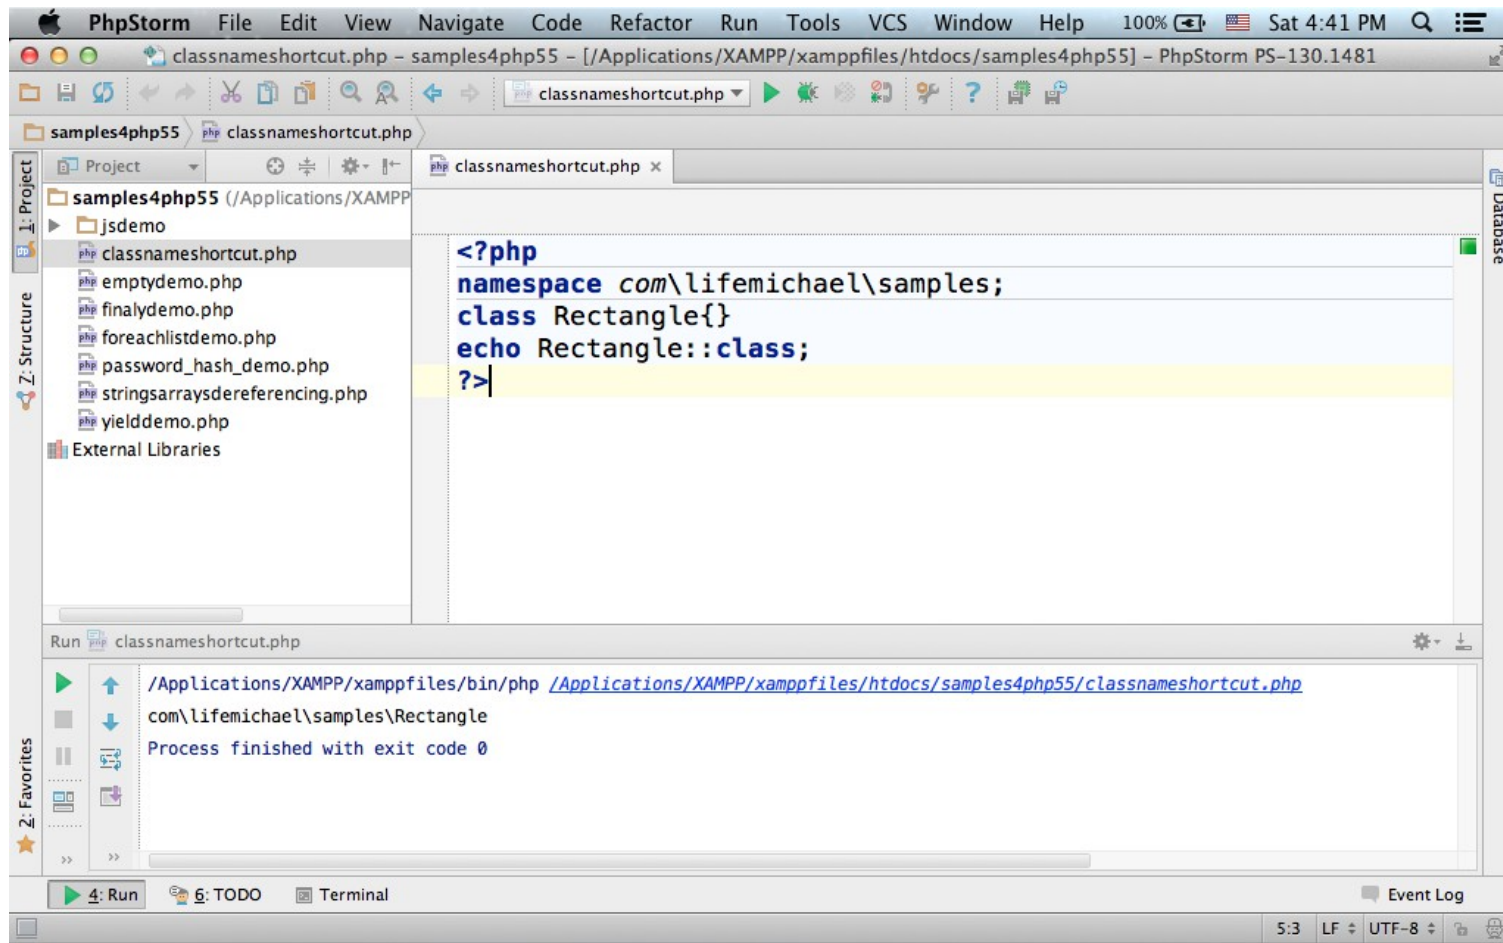 PhpStorm File Edit View Navigate Code Refactor Run Tools VCS Window Help 100% Sat 4:41 PM
classnameshortcut.php – samples4php55 – [/Applications/XAMPP/xamppfiles/htdocs/samples4php55] – PhpStorm PS-130.1481
classnameshortcut.php
samples4php55 classnameshortcut.php
1: Project
Z: Structure
2: Favorites
Project
samples4php55 (/Applications/XAMPP
jsdemo
classnameshortcut.php
emptydemo.php
finalydemo.php
foreachlistdemo.php
password_hash_demo.php
stringsarraysdereferencing.php
yielddemo.php
External Libraries
classnameshortcut.php
<?php
namespace com\lifemichael\samples;
class Rectangle{}
echo Rectangle::class;
?>
Database
Run classnameshortcut.php
/Applications/XAMPP/xamppfiles/bin/php /Applications/XAMPP/xamppfiles/htdocs/samples4php55/classnameshortcut.php
com\lifemichael\samples\Rectangle
Process finished with exit code 0
4: Run 6: TODO Terminal Event Log
5:3 LF UTF-8